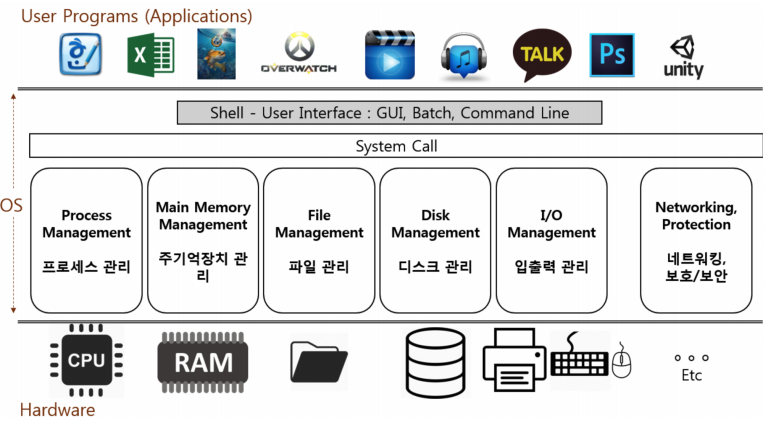 User Programs (Applications)
OVERWATCH
TALK
Ps
unity
Shell - User Interface : GUI, Batch, Command Line
System Call
OS
Process
Management
프로세스 관리
Main Memory
Management
주기억장치 관
리
File
Management
파일 관리
Disk
Management
디스크 관리
I/O
Management
입출력 관리
Networking,
Protection
네트워킹,
보호/보안
CPU
RAM
Etc
Hardware